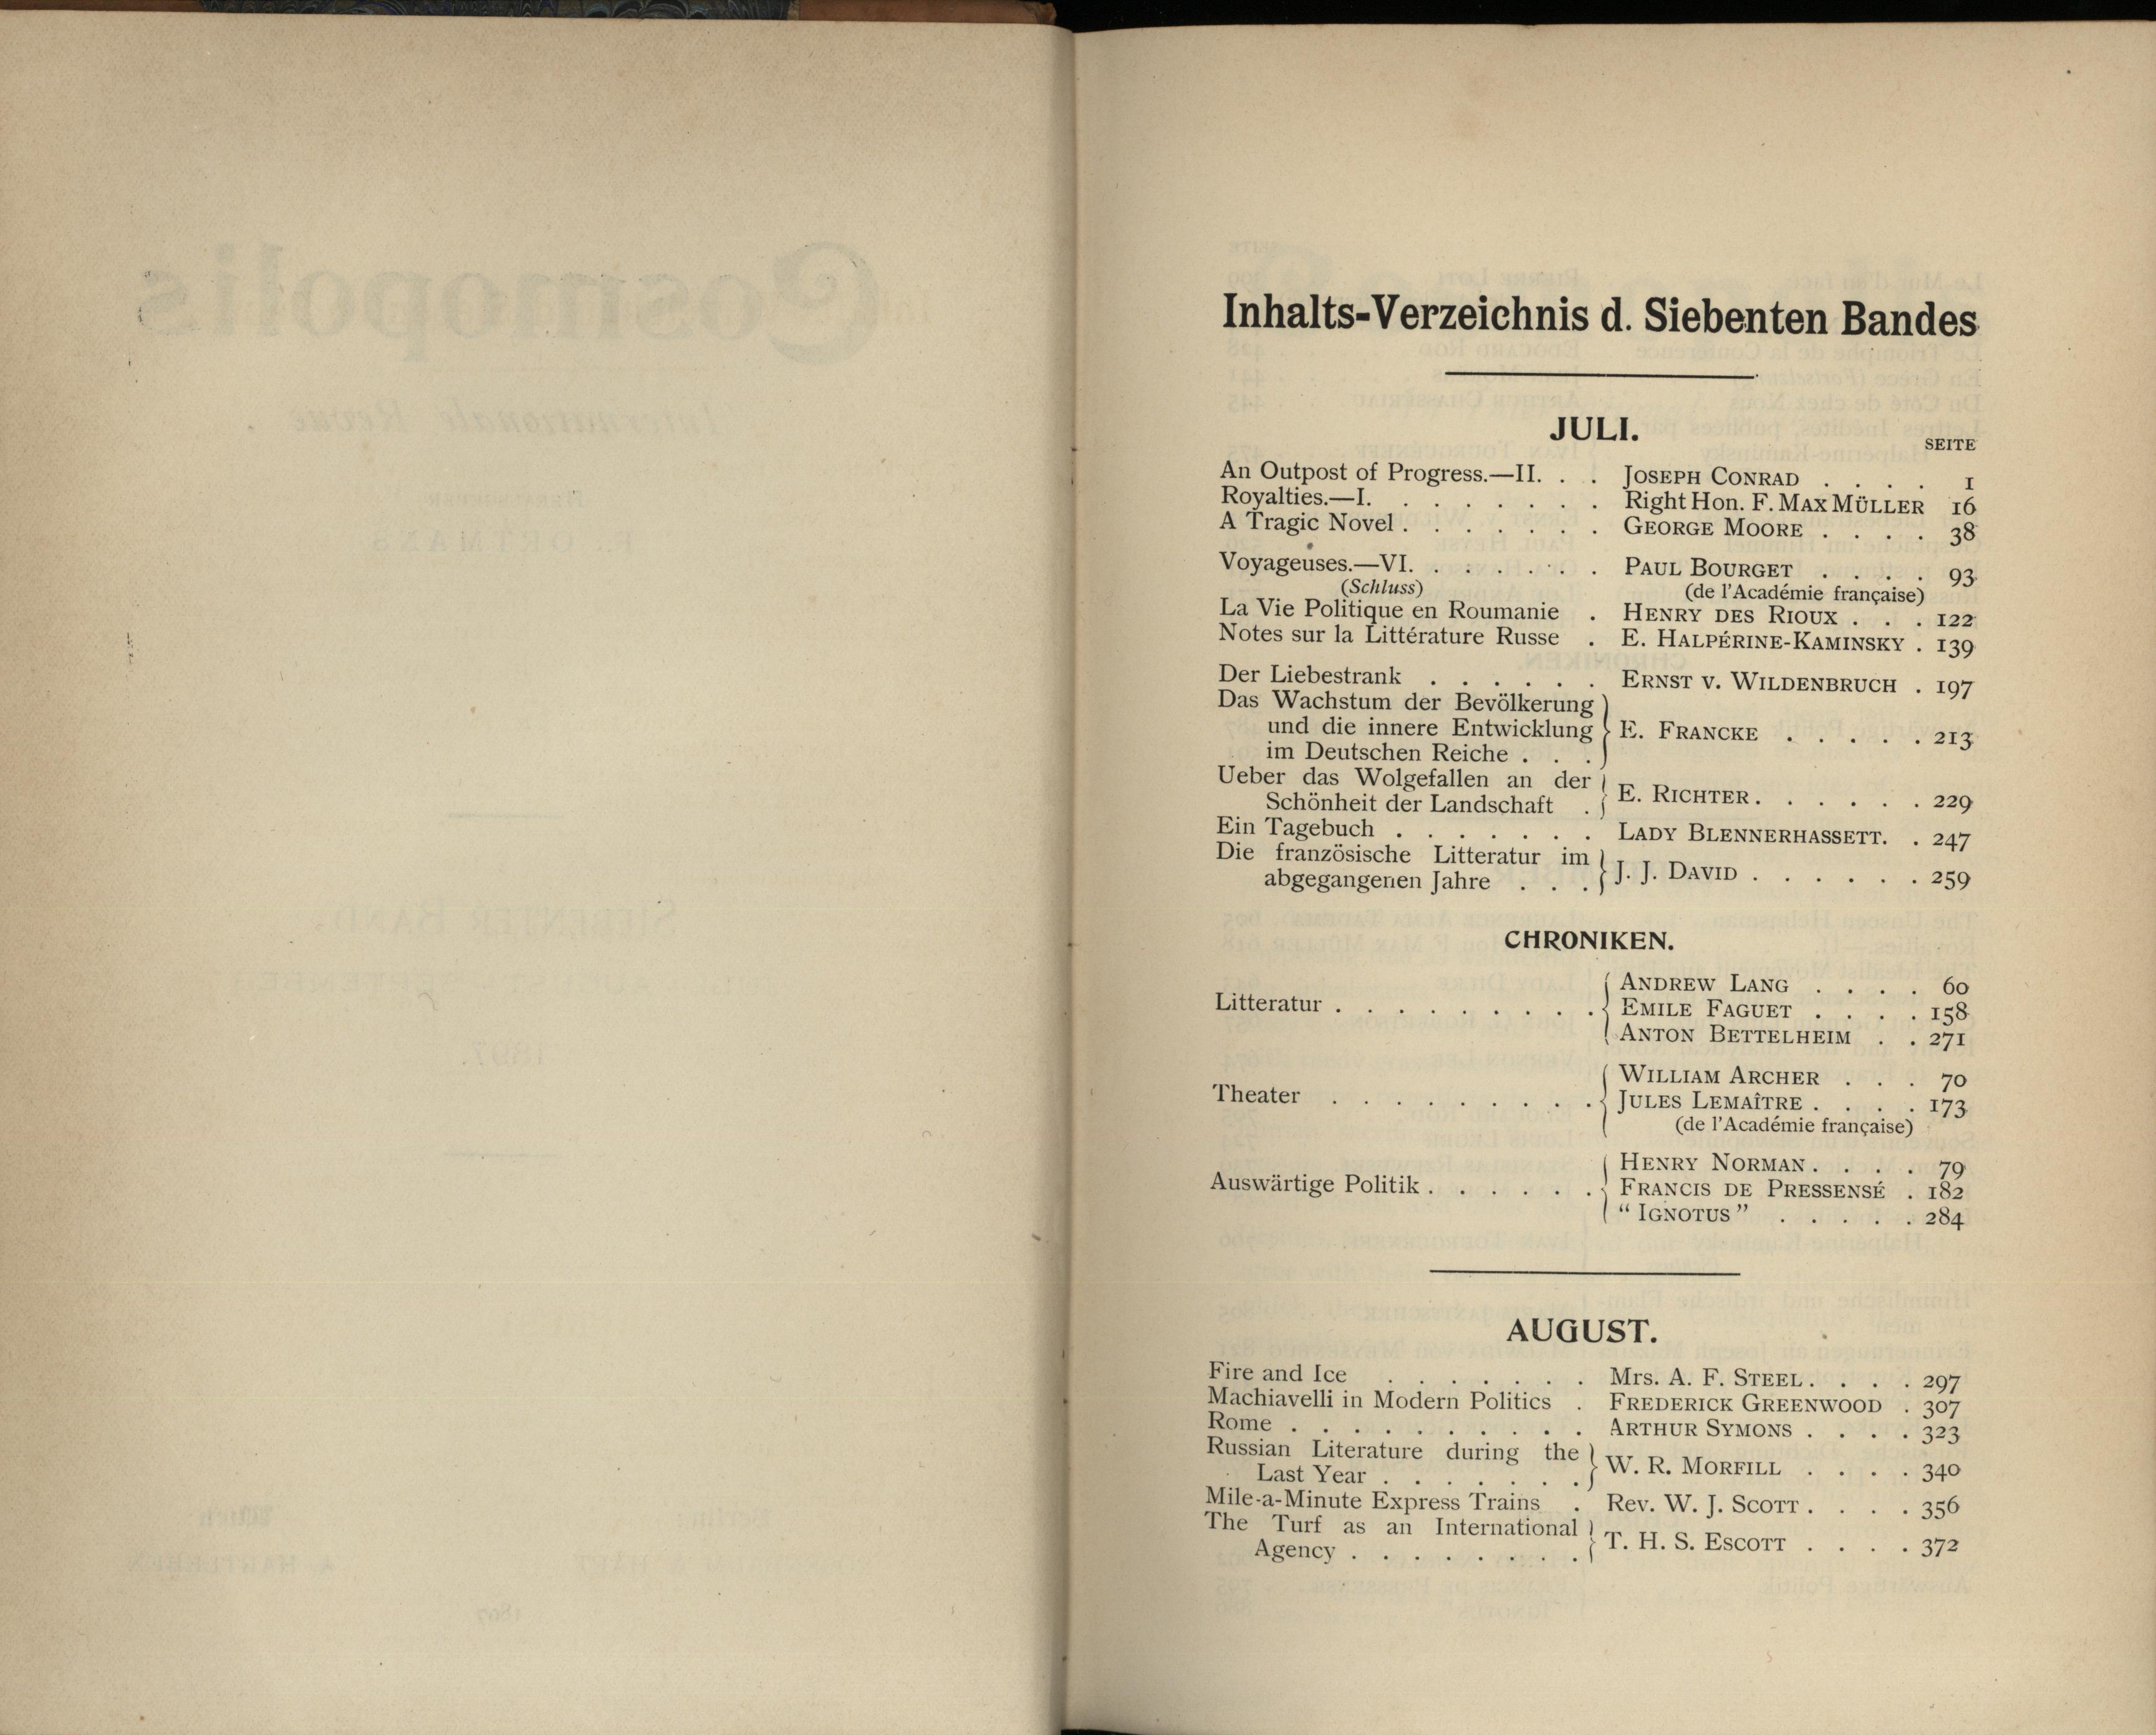 Cosmopolis
Internationale Revue
F. ORTMANS
SIEBENTER BAND.
1897.
Inhalts-Verzeichnis d. Siebenten Bandes
JULI.
SEITE
An Outpost of Progress.—II. . . JOSEPH CONRAD . . . . 1
Royalties.—I. . . . . . . . Right Hon. F. MAX MÜLLER 16
A Tragic Novel . . . . . . . GEORGE MOORE . . . . 38
Voyageuses.—VI. . . . . . . PAUL BOURGET . . . . 93
(Schluss) (de l'Académie française)
La Vie Politique en Roumanie . HENRY DES RIOUX . . . 122
Notes sur la Littérature Russe . E. HALPÉRINE-KAMINSKY . 139
Der Liebestrank . . . . . . ERNST V. WILDENBRUCH . 197
Das Wachstum der Bevölkerung
und die innere Entwicklung E. FRANCKE . . . . . 213
im Deutschen Reiche . . .
Ueber das Wolgefallen an der
Schönheit der Landschaft . E. RICHTER . . . . . . 229
Ein Tagebuch . . . . . . . LADY BLENNERHASSETT. . 247
Die französische Litteratur im
abgegangenen Jahre . . . J. J. DAVID . . . . . . 259
CHRONIKEN.
ANDREW LANG . . . . 60
Litteratur . . . . . . . . . . EMILE FAGUET . . . . 158
ANTON BETTELHEIM . . 271
WILLIAM ARCHER . . . 70
Theater . . . . . . . . . . JULES LEMAÎTRE . . . . 173
(de l'Académie française)
HENRY NORMAN . . . . 79
Auswärtige Politik . . . . . . FRANCIS DE PRESSENSÉ . 182
"IGNOTUS" . . . . . 284
AUGUST.
Fire and Ice . . . . . . . Mrs. A. F. STEEL . . . . 297
Machiavelli in Modern Politics . FREDERICK GREENWOOD . 307
Rome . . . . . . . . . . ARTHUR SYMONS . . . . 323
Russian Literature during the
Last Year . . . . . . . W. R. MORFILL . . . . 340
Mile-a-Minute Express Trains . Rev. W. J. SCOTT . . . . 356
The Turf as an International
Agency . . . . . . . . T. H. S. ESCOTT . . . . 372